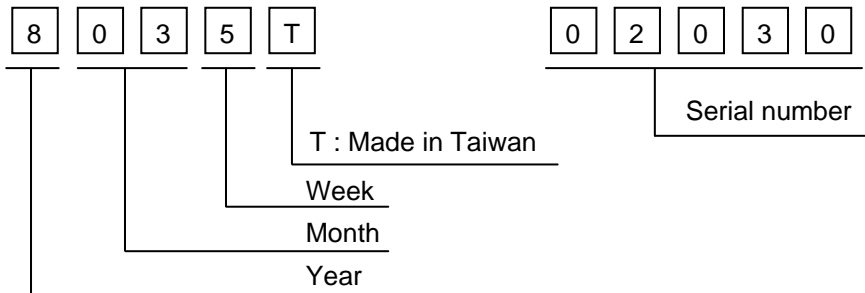 8 0 3 5 T 0 2 0 3 0
Serial number
T : Made in Taiwan
Week
Month
Year